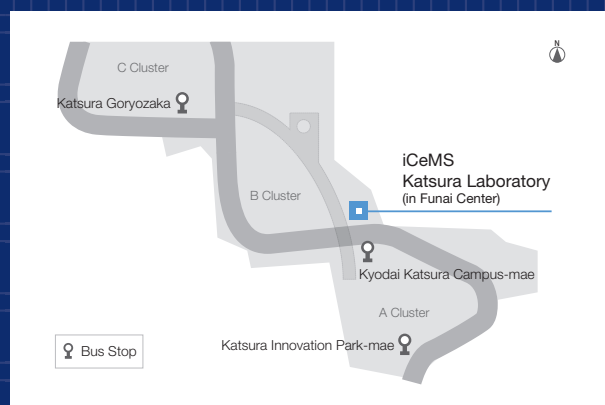 N
C Cluster
Katsura Goryozaka
iCeMS
Katsura Laboratory
(in Funai Center)
B Cluster
Kyodai Katsura Campus-mae
A Cluster
Katsura Innovation Park-mae
Bus Stop